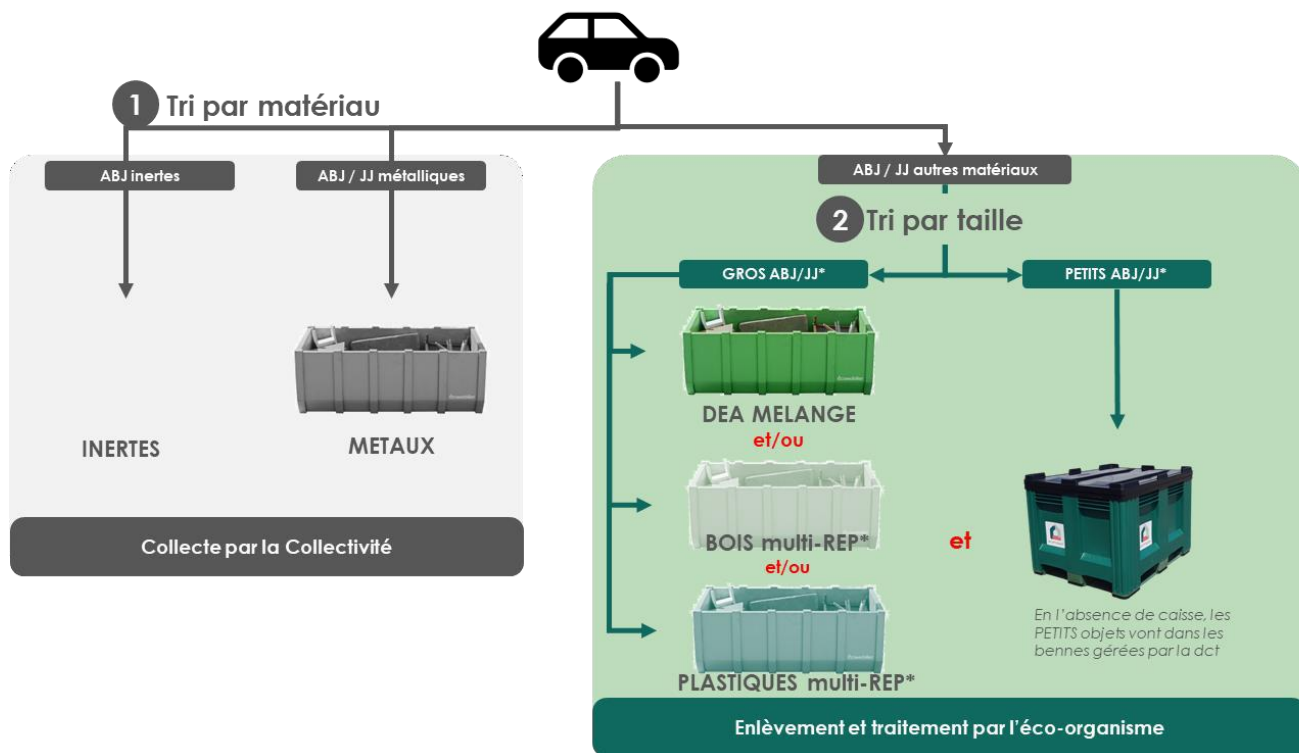 1 Tri par matériau
ABJ inertes
ABJ / JJ métalliques
INERTES
METAUX
Collecte par la Collectivité
ABJ / JJ autres matériaux
2 Tri par taille
GROS ABJ/JJ*
PETITS ABJ/JJ*
DEA MELANGE
et/ou
BOIS multi-REP*
et/ou
PLASTIQUES multi-REP*
et
En l'absence de caisse, les
PETITS objets vont dans les
bennes gérées par la dct
Enlèvement et traitement par l'éco-organisme